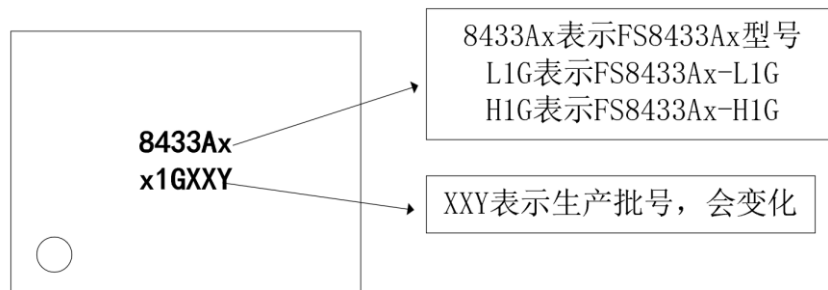 8433Ax
x1GXXY
8433Ax表示FS8433Ax型号
L1G表示FS8433Ax-L1G
H1G表示FS8433Ax-H1G
XXY表示生产批号，会变化